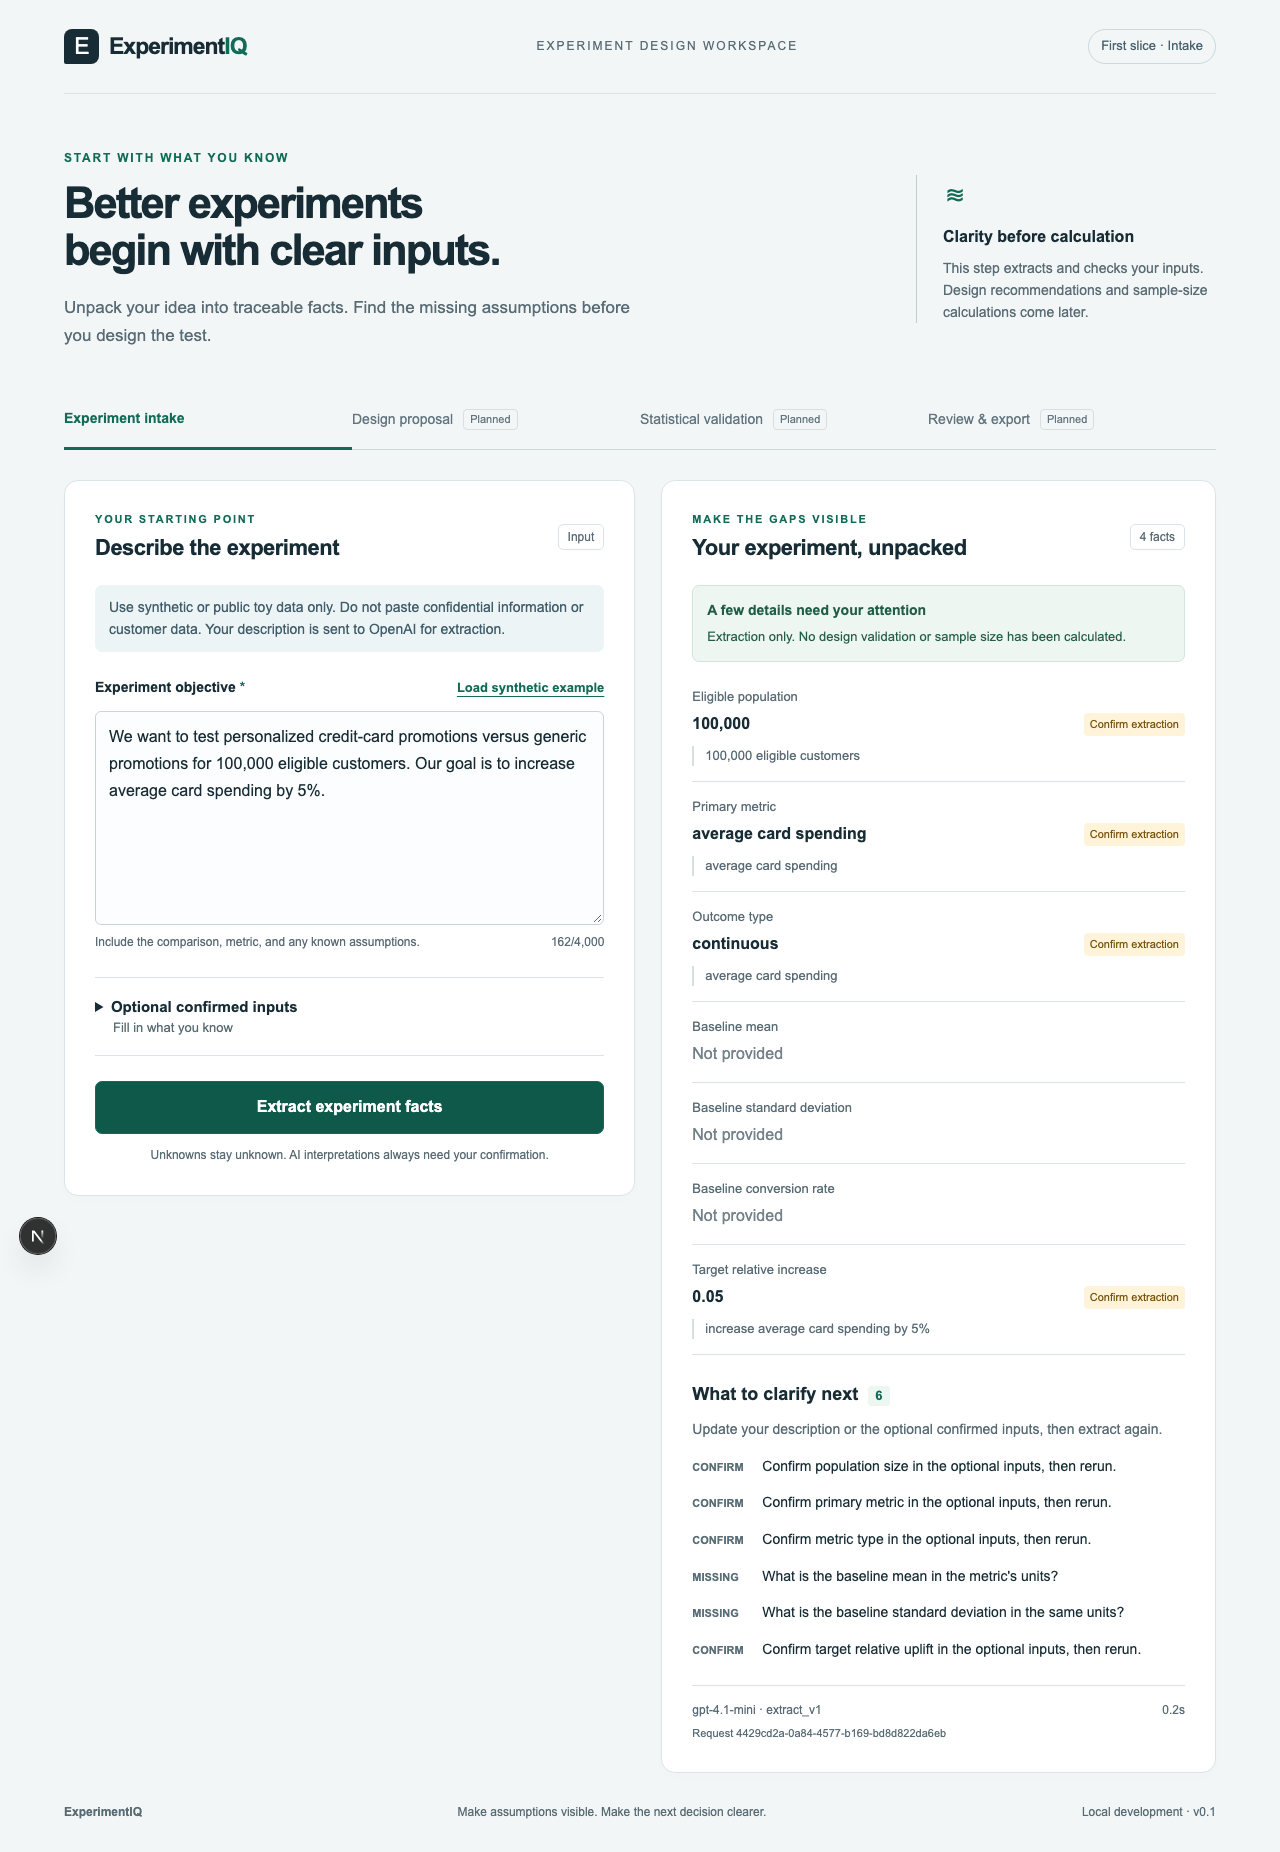 E ExperimentIQ
EXPERIMENT DESIGN WORKSPACE
First slice · Intake
START WITH WHAT YOU KNOW
Better experiments
begin with clear inputs.
Unpack your idea into traceable facts. Find the missing assumptions before
you design the test.
≋
Clarity before calculation
This step extracts and checks your inputs.
Design recommendations and sample-size
calculations come later.
Experiment intake
Design proposal Planned
Statistical validation Planned
Review & export Planned
YOUR STARTING POINT
Describe the experiment
Input
Use synthetic or public toy data only. Do not paste confidential information or
customer data. Your description is sent to OpenAI for extraction.
Experiment objective *
Load synthetic example
We want to test personalized credit-card promotions versus generic
promotions for 100,000 eligible customers. Our goal is to increase
average card spending by 5%.
Include the comparison, metric, and any known assumptions.
162/4,000
Optional confirmed inputs
Fill in what you know
Extract experiment facts
Unknowns stay unknown. AI interpretations always need your confirmation.
N
MAKE THE GAPS VISIBLE
Your experiment, unpacked
4 facts
A few details need your attention
Extraction only. No design validation or sample size has been calculated.
Eligible population
100,000
Confirm extraction
100,000 eligible customers
Primary metric
average card spending
Confirm extraction
average card spending
Outcome type
continuous
Confirm extraction
average card spending
Baseline mean
Not provided
Baseline standard deviation
Not provided
Baseline conversion rate
Not provided
Target relative increase
0.05
Confirm extraction
increase average card spending by 5%
What to clarify next 6
Update your description or the optional confirmed inputs, then extract again.
CONFIRM Confirm population size in the optional inputs, then rerun.
CONFIRM Confirm primary metric in the optional inputs, then rerun.
CONFIRM Confirm metric type in the optional inputs, then rerun.
MISSING What is the baseline mean in the metric's units?
MISSING What is the baseline standard deviation in the same units?
CONFIRM Confirm target relative uplift in the optional inputs, then rerun.
gpt-4.1-mini · extract_v1
0.2s
Request 4429cd2a-0a84-4577-b169-bd8d822da6eb
ExperimentIQ
Make assumptions visible. Make the next decision clearer.
Local development · v0.1